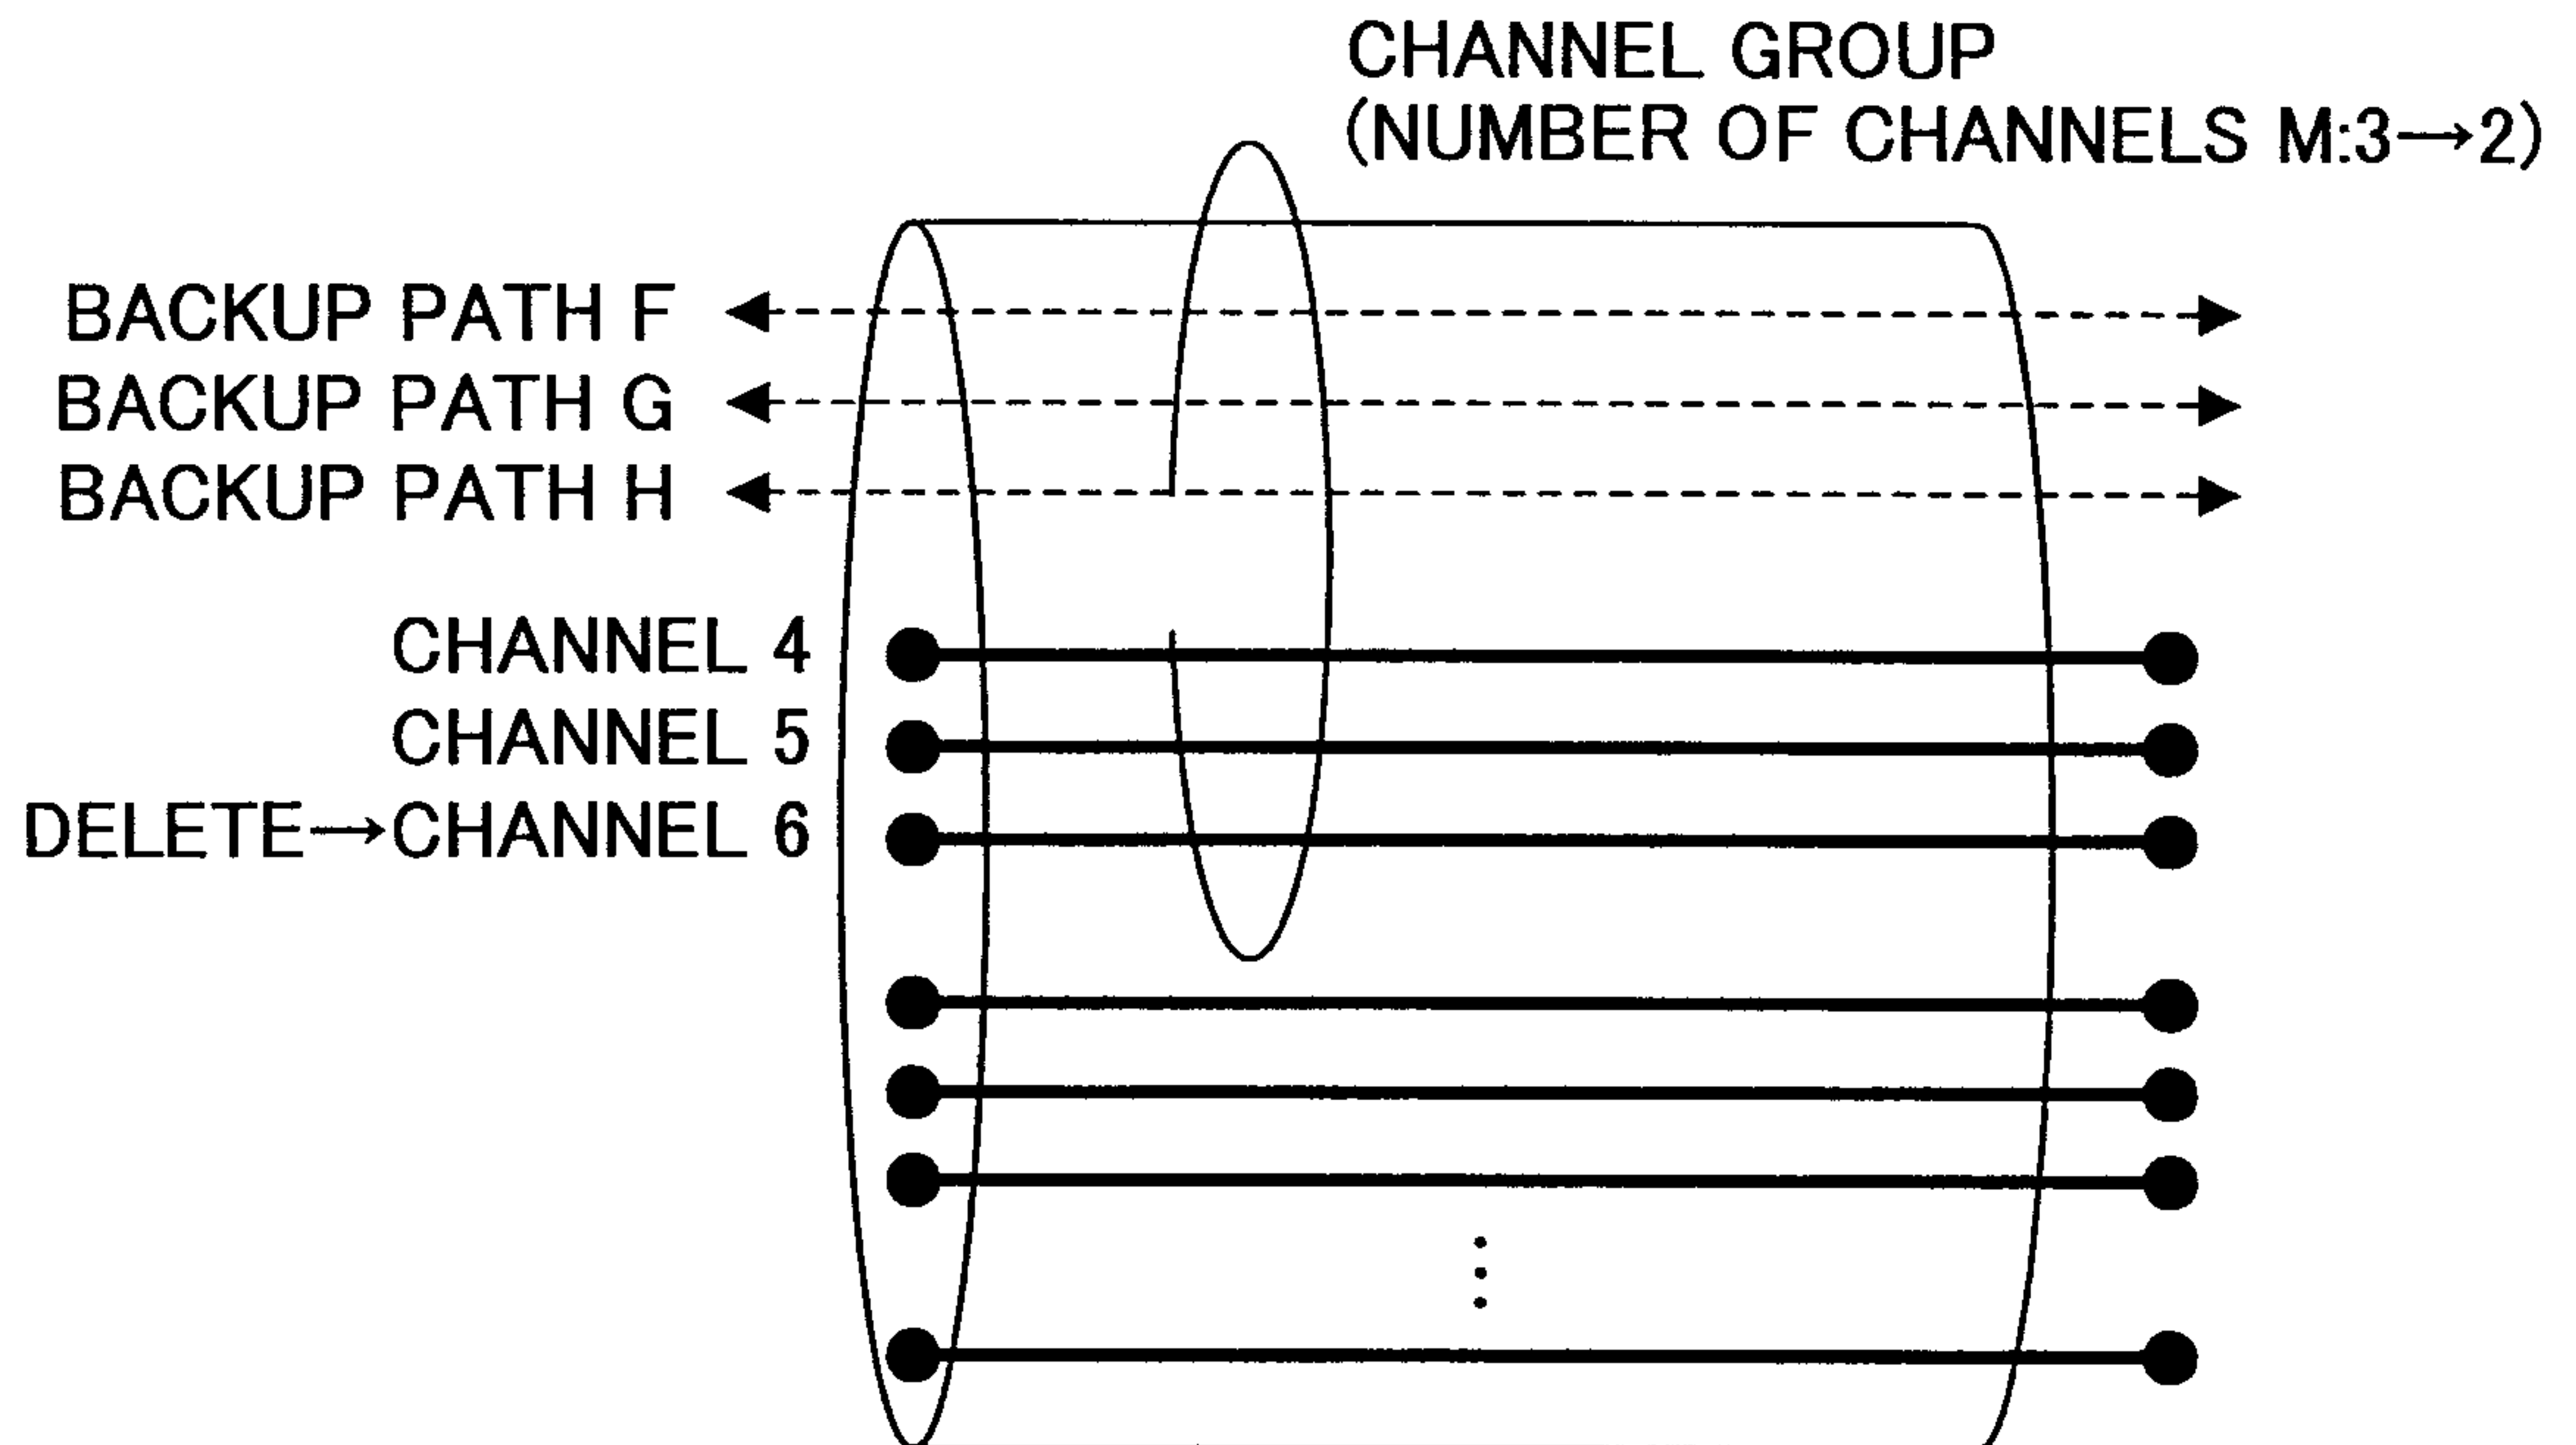 CHANNEL GROUP
(NUMBER OF CHANNELS M:3→2)
BACKUP PATH F
BACKUP PATH G
BACKUP PATH H
CHANNEL 4
CHANNEL 5
DELETE→CHANNEL 6